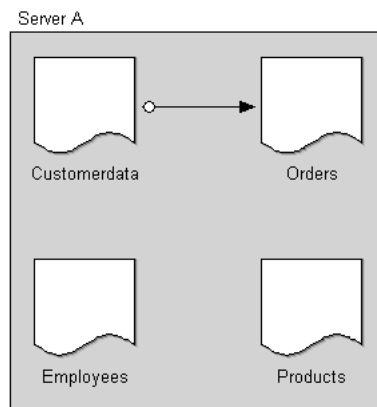 Server A
Customerdata
Orders
Employees
Products